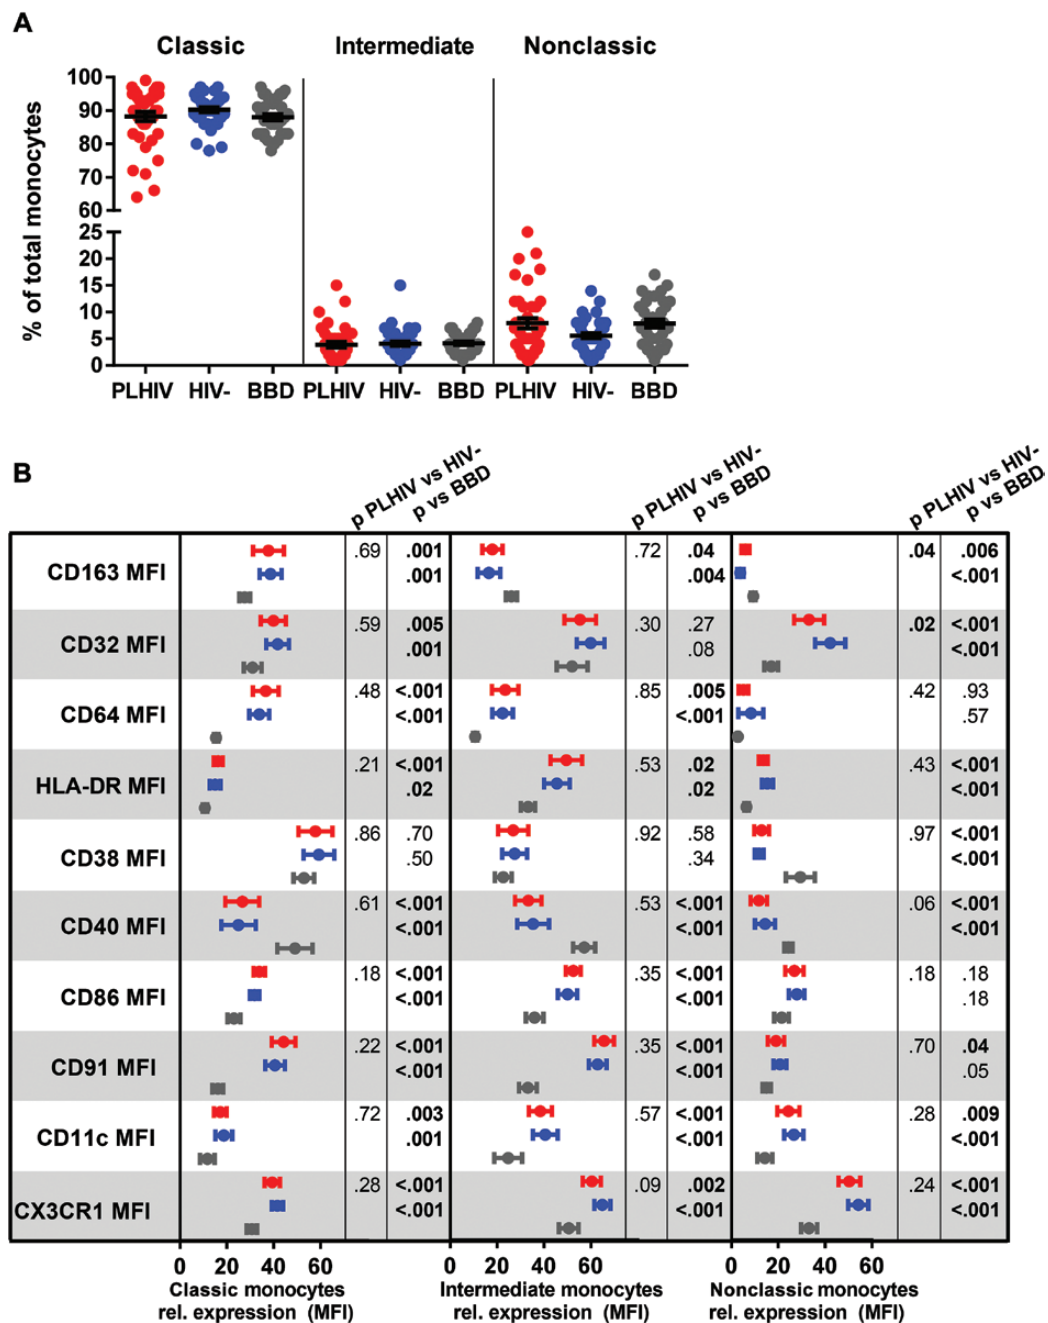 A
Classic Intermediate Nonclassic
% of total monocytes
100
90
80
70
60
25
20
15
10
5
0
PLHIV HIV- BBD PLHIV HIV- BBD PLHIV HIV- BBD
B
p PLHIV vs HIV- p vs BBD p PLHIV vs HIV- p vs BBD p PLHIV vs HIV- p vs BBD
CD163 MFI .69 .001 .72 .04 .04 .006
.001 .004 <.001
CD32 MFI .59 .005 .30 .27 .02 <.001
.001 .08 <.001
CD64 MFI .48 <.001 .85 .005 .42 .93
<.001 <.001 .57
HLA-DR MFI .21 <.001 .53 .02 .43 <.001
.02 .02 <.001
CD38 MFI .86 .70 .92 .58 .97 <.001
.50 .34 <.001
CD40 MFI .61 <.001 .53 <.001 .06 <.001
<.001 <.001 <.001
CD86 MFI .18 <.001 .35 <.001 .18 .18
<.001 <.001 .18
CD91 MFI .22 <.001 .35 <.001 .70 .04
<.001 <.001 .05
CD11c MFI .72 .003 .57 <.001 .28 .009
.001 <.001 <.001
CX3CR1 MFI .28 <.001 .09 .002 .24 <.001
<.001 <.001 <.001
0 20 40 60 0 20 40 60 0 20 40 60
Classic monocytes Intermediate monocytes Nonclassic monocytes
rel. expression (MFI) rel. expression (MFI) rel. expression (MFI)